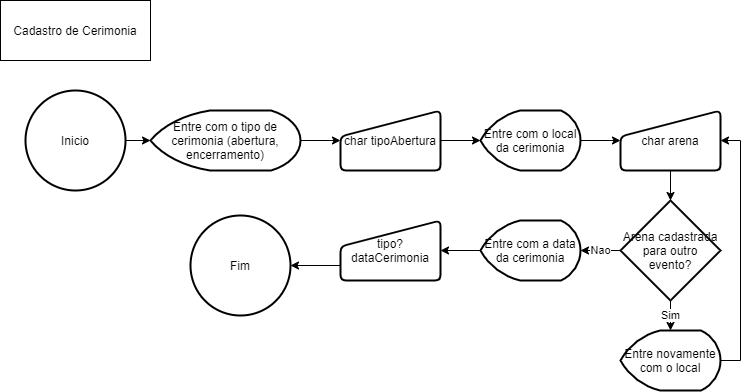 Cadastro de Cerimonia
Inicio
Entre com o tipo de
cerimonia (abertura,
encerramento)
char tipoAbertura
Entre com o local
da cerimonia
char arena
Arena cadastrada
para outro
evento?
Nao
Entre com a data
da cerimonia
tipo?
dataCerimonia
Fim
Sim
Entre novamente
com o local